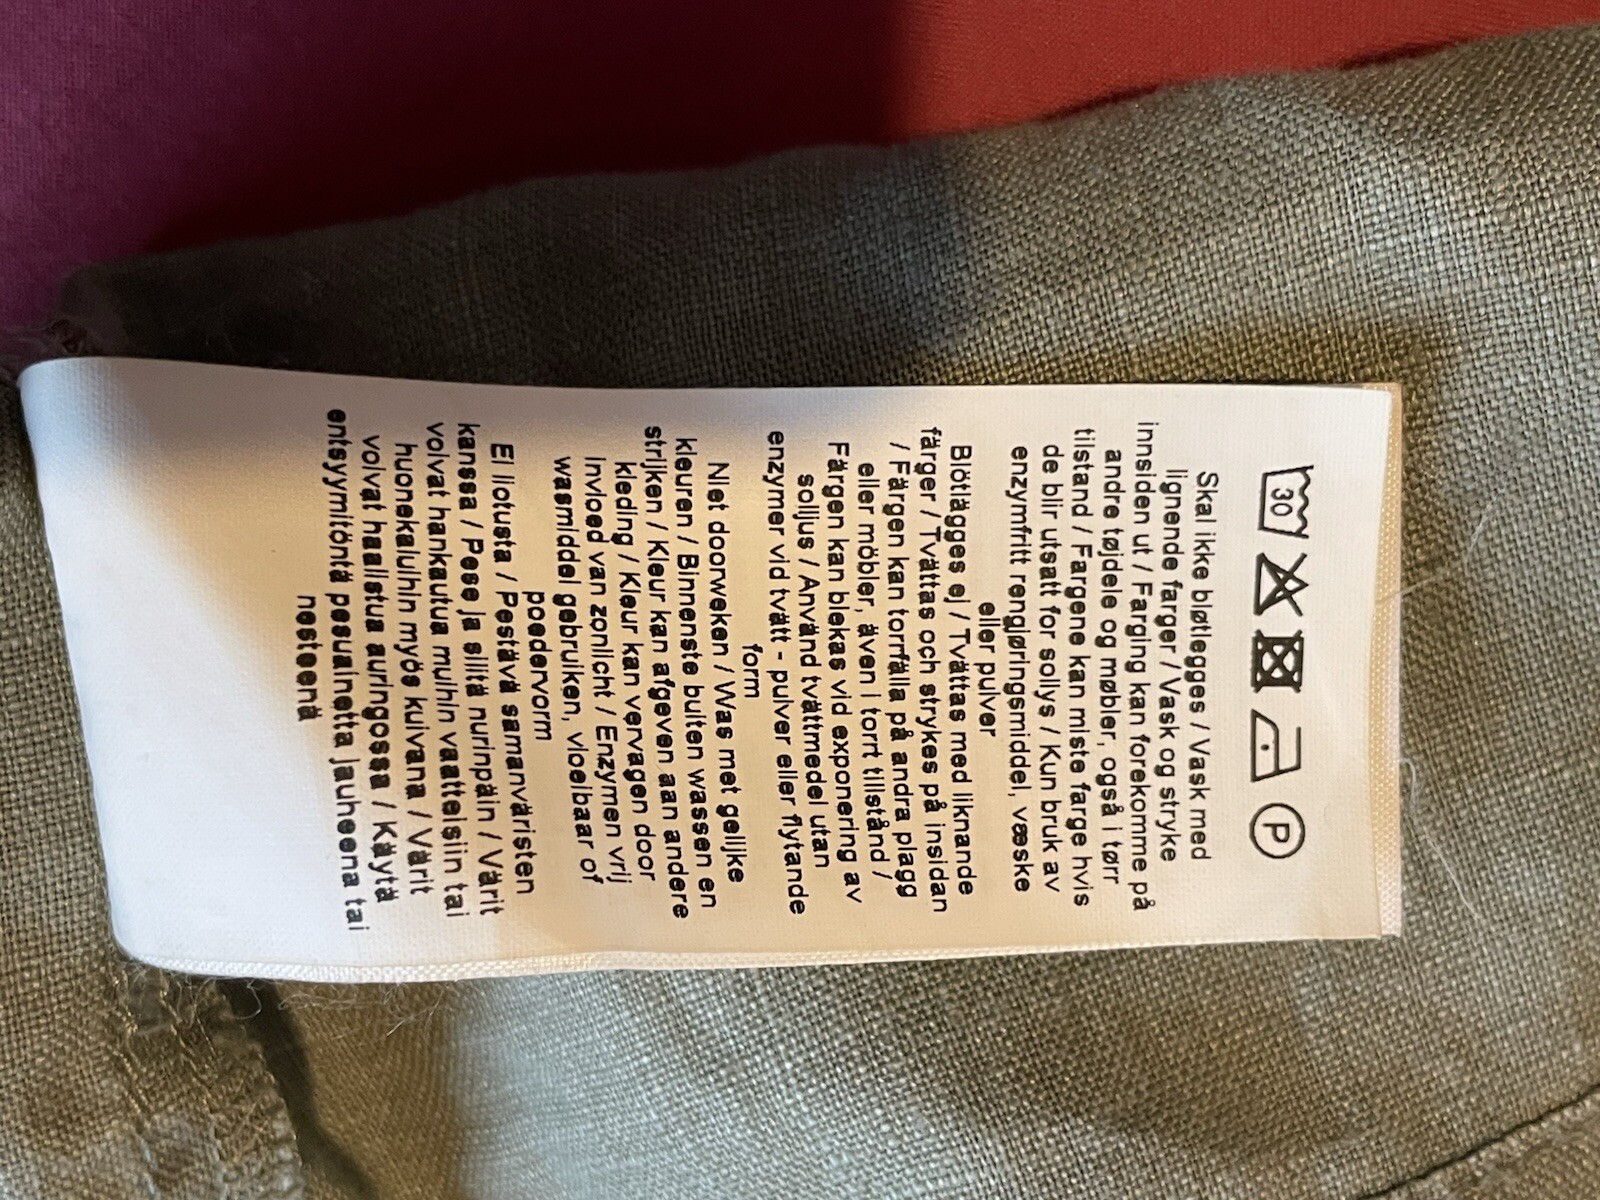 30 P
Skal ikke bløtlegges / Vask med
lignende farger / Vask og stryke
innsiden ut / Farging kan forekomme på
andre tøjdele og møbler, også i tørr
tilstand / Fargene kan miste farge hvis
de blir utsatt for sollys / Kun bruk av
enzymfritt rengjøringsmiddel, væske
eller pulver
Blötlägges ej / Tvättas med liknande
färger / Tvättas och strykes på insidan
/ Färgen kan torrfälla på andra plagg
eller möbler, även i torrt tillstånd /
Färgen kan blekas vid exponering av
solljus / Använd tvättmedel utan
enzymer vid tvätt - pulver eller flytande
form
Niet doorweken / Was met gelijke
kleuren / Binnenste buiten wassen en
strijken / Kleur kan afgeven aan andere
kleding / Kleur kan vervagen door
invloed van zonlicht / Enzymen vrij
wasmiddel gebruiken, vloeibaar of
poedervorm
Ei liotusta / Pestävä samanväristen
kanssa / Pese ja silitä nurinpäin / Värit
volvat hankautua muihin vaatteisiin tai
huonekaluihin myös kuivana / Värit
volvat haalistua auringossa / Käytä
entsyymitöntä pesuainetta jauheena tai
nesteenä